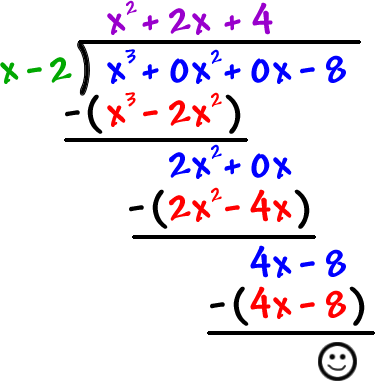 x² + 2x + 4
x - 2 ) x³ + 0x² + 0x - 8
-(x³ - 2x²)
2x² + 0x
-(2x² - 4x)
4x - 8
-(4x - 8)